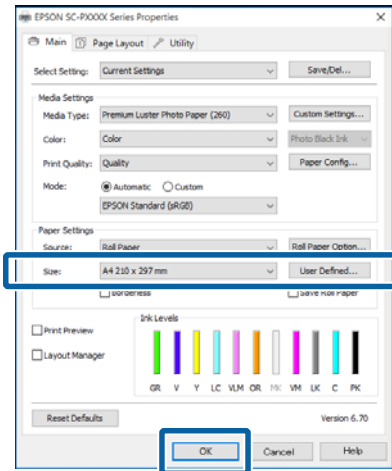 EPSON SC-PXXXX Series Properties
Main Page Layout Utility
Select Setting: Current Settings Save/Del...
Media Settings
Media Type: Premium Luster Photo Paper (260) Custom Settings...
Color: Color Photo Black Ink
Print Quality: Quality Paper Config...
Mode: Automatic Custom
EPSON Standard (sRGB)
Paper Settings
Source: Roll Paper Roll Paper Option...
Size: A4 210 x 297 mm User Defined...
Borderless Save Roll Paper
Print Preview
Layout Manager
Ink Levels
GR V Y LC VLM OR MK VM LK C PK
Reset Defaults Version 6.70
OK Cancel Help